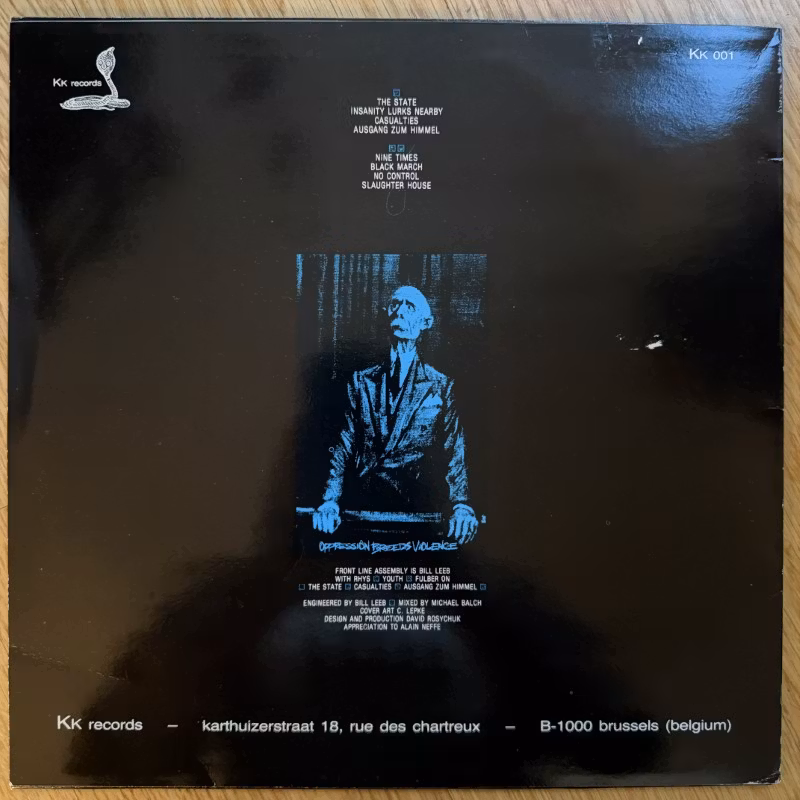 KK records
KK 001
THE STATE
INSANITY LURKS NEARBY
CASUALTIES
AUSGANG ZUM HIMMEL
NINE TIMES
BLACK MARCH
NO CONTROL
SLAUGHTER HOUSE
OPPRESSION BREEDS VIOLENCE
FRONT LINE ASSEMBLY IS BILL LEEB
WITH RHYS YOUTH FULBER ON
THE STATE CASUALTIES AUSGANG ZUM HIMMEL
ENGINEERED BY BILL LEEB MIXED BY MICHAEL BALCH
COVER ART C. LEPKE
DESIGN AND PRODUCTION DAVID ROSYCHUK
APPRECIATION TO ALAIN NEFFE
KK records – karthuizerstraat 18, rue des chartreux – B-1000 brussels (belgium)